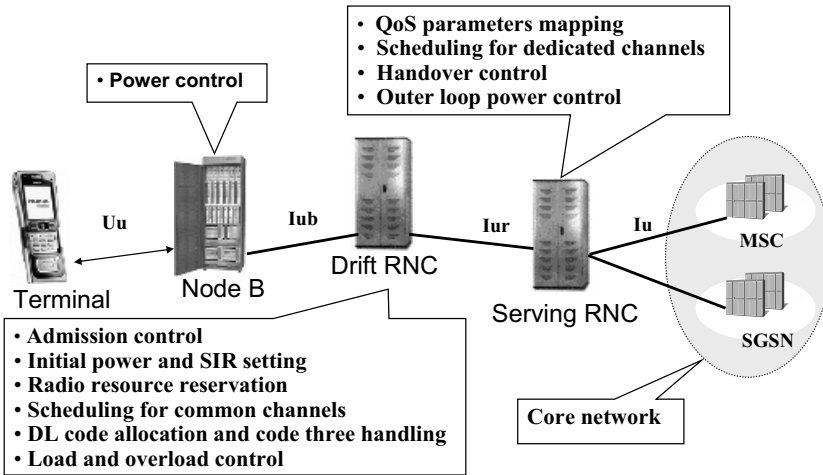 • QoS parameters mapping
• Scheduling for dedicated channels
• Handover control
• Outer loop power control
• Power control
Uu
Iub
Iur
Iu
MSC
Terminal
Node B
Drift RNC
Serving RNC
SGSN
• Admission control
• Initial power and SIR setting
• Radio resource reservation
• Scheduling for common channels
• DL code allocation and code three handling
• Load and overload control
Core network